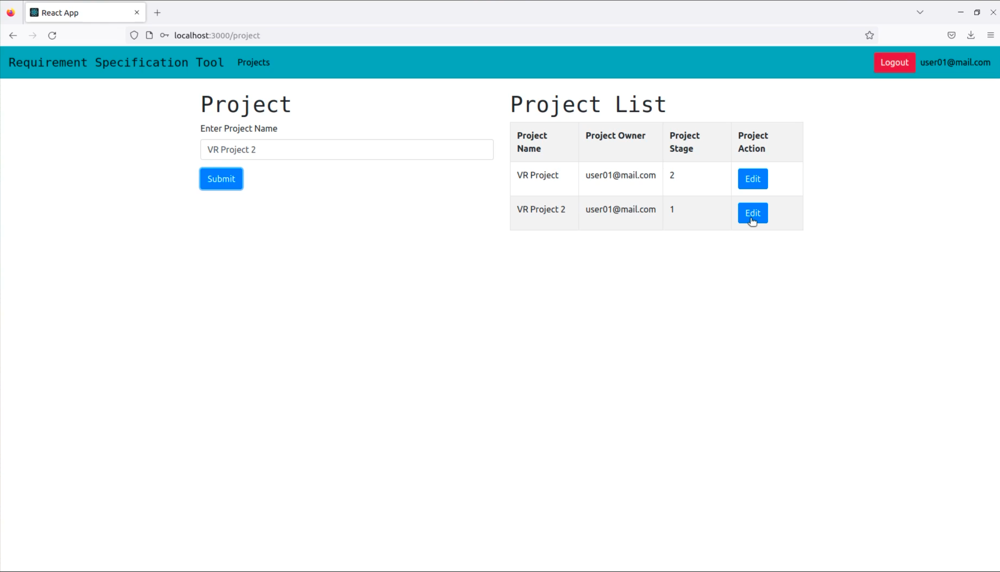 React App
localhost:3000/project
Requirement Specification Tool Projects Logout user01@mail.com
Project
Enter Project Name
VR Project 2
Submit
Project List
Project Name Project Owner Project Stage Project Action
VR Project user01@mail.com 2 Edit
VR Project 2 user01@mail.com 1 Edit